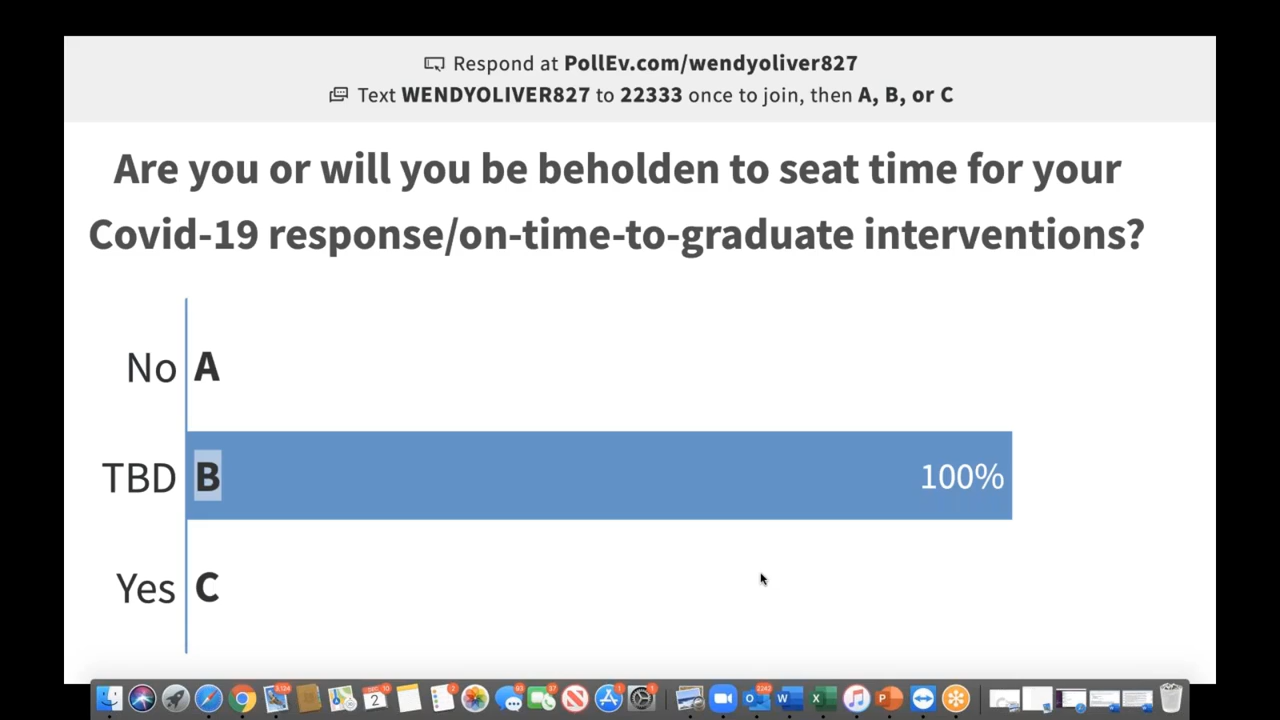 Respond at PollEv.com/wendyoliver827
Text WENDYOLIVER827 to 22333 once to join, then A, B, or C
Are you or will you be beholden to seat time for your
Covid-19 response/on-time-to-graduate interventions?
No A
TBD B 100%
Yes C